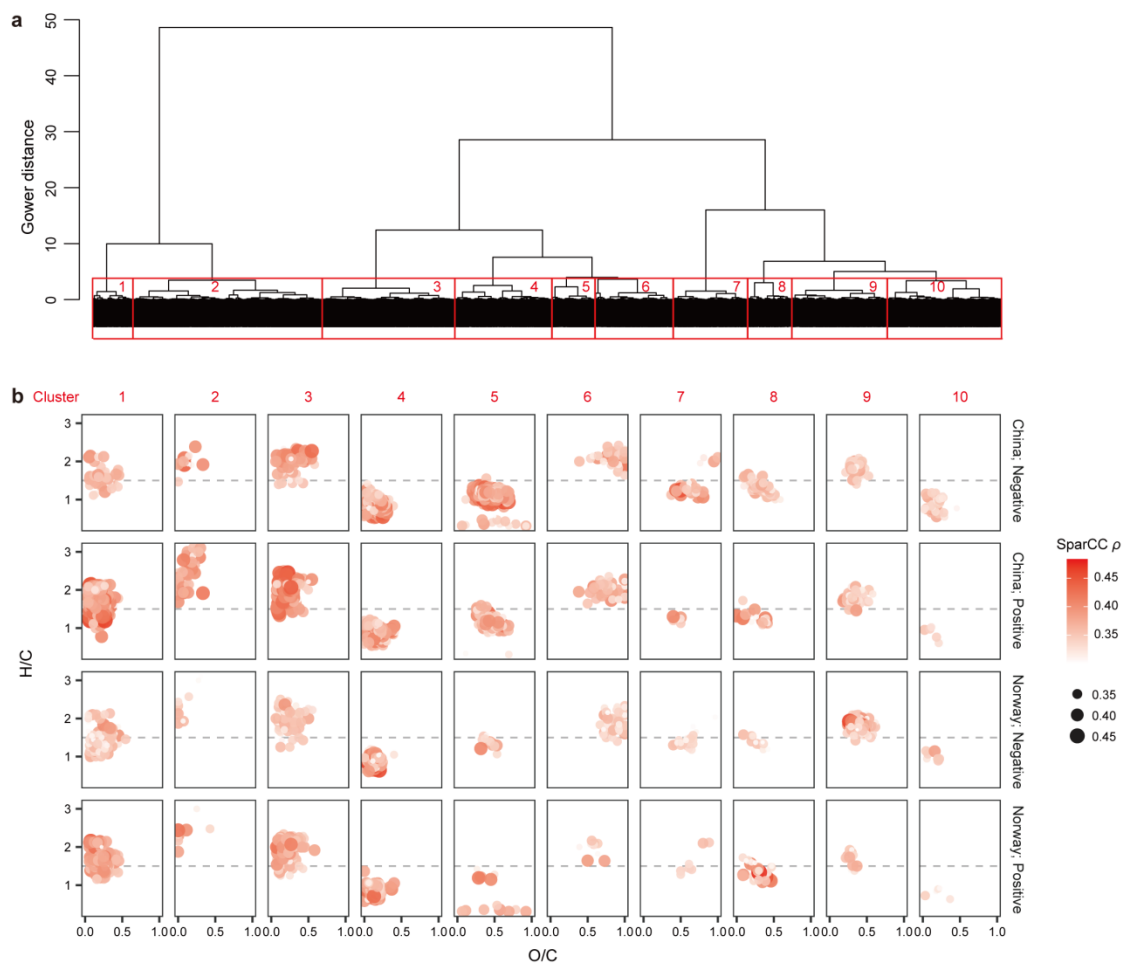 a
Gower distance
50
40
30
20
10
0
1 2 3 4 5 6 7 8 9 10
b
Cluster 1 2 3 4 5 6 7 8 9 10
H/C
3
2
1
China; Negative
3
2
1
China; Positive
3
2
1
Norway; Negative
3
2
1
Norway; Positive
0.0 0.5 1.0 0.0 0.5 1.0 0.0 0.5 1.0 0.0 0.5 1.0 0.0 0.5 1.0 0.0 0.5 1.0 0.0 0.5 1.0 0.0 0.5 1.0 0.0 0.5 1.0 0.0 0.5 1.0
O/C
SparCC ρ
0.45
0.40
0.35
0.35
0.40
0.45